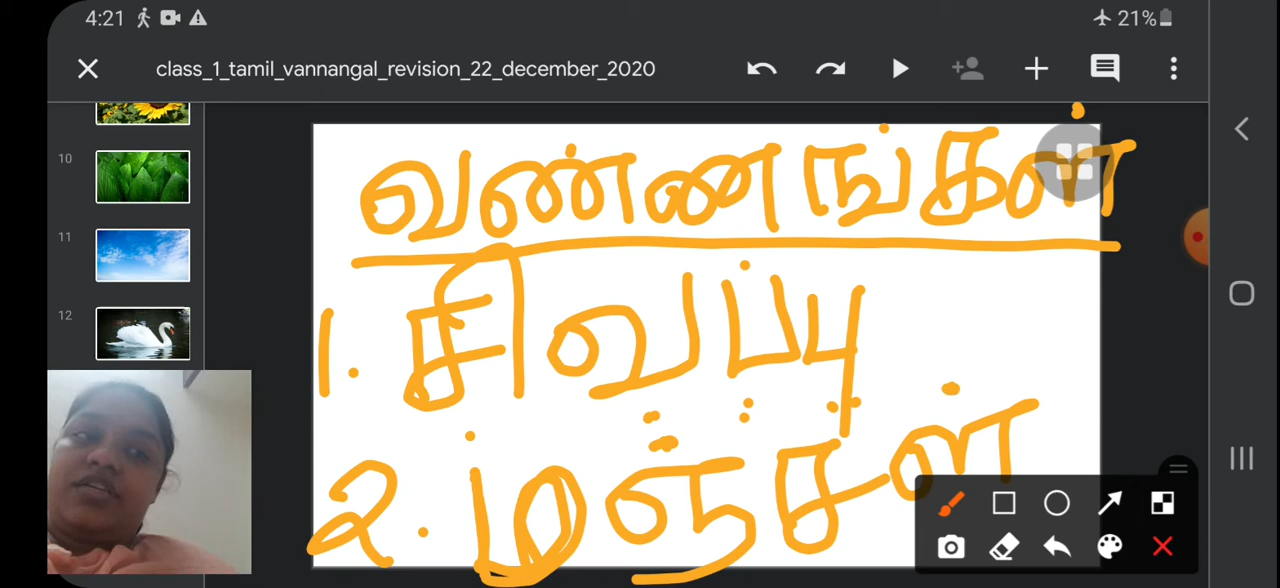 4:21
21%
class_1_tamil_vannangal_revision_22_december_2020
10
11
12
வண்ணங்கள்
1. சிவப்பு
2. மஞ்சள்